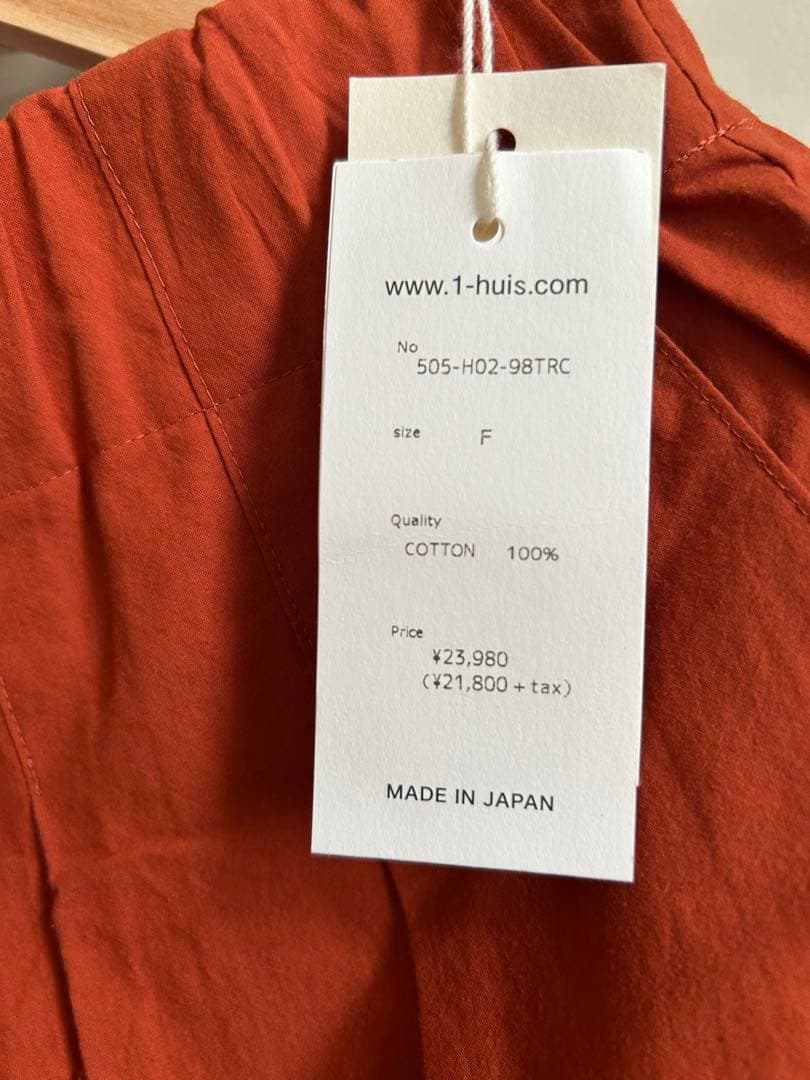 www.1-huis.com
No
505-H02-98TRC
size F
Quality
COTTON 100%
Price
¥23,980
(¥21,800 + tax)
MADE IN JAPAN